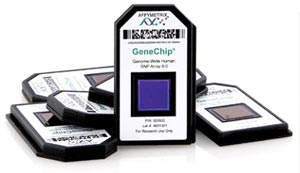 AFFYMETRIX
GeneChip®
Genome-Wide Human
SNP Array 6.0
For Research Use Only